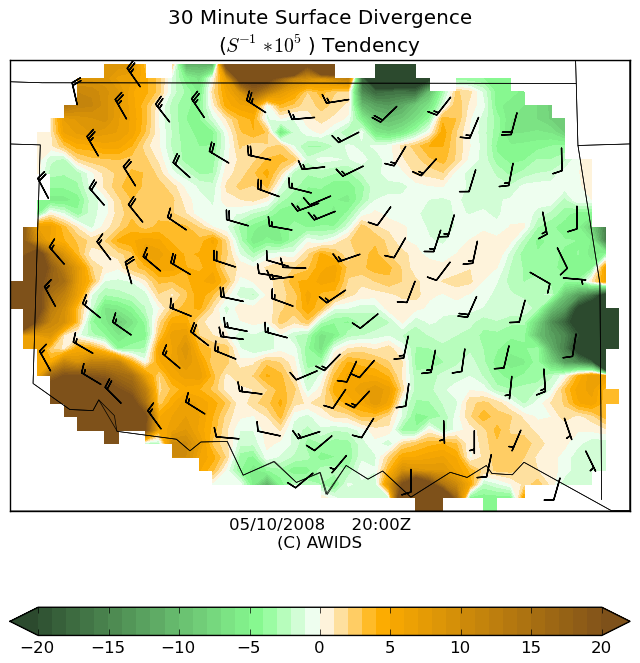 30 Minute Surface Divergence
(S⁻¹ * 10⁵ ) Tendency
05/10/2008 20:00Z
(C) AWIDS
−20 −15 −10 −5 0 5 10 15 20